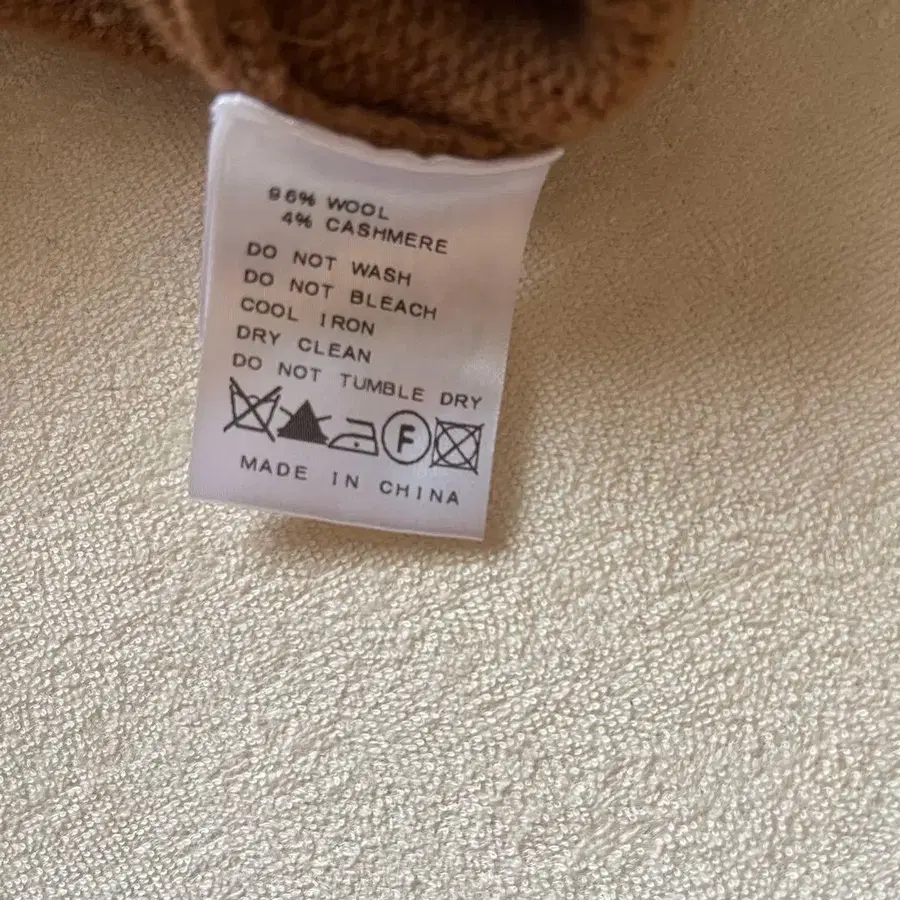 96% WOOL
4% CASHMERE
DO NOT WASH
DO NOT BLEACH
COOL IRON
DRY CLEAN
DO NOT TUMBLE DRY
F
MADE IN CHINA